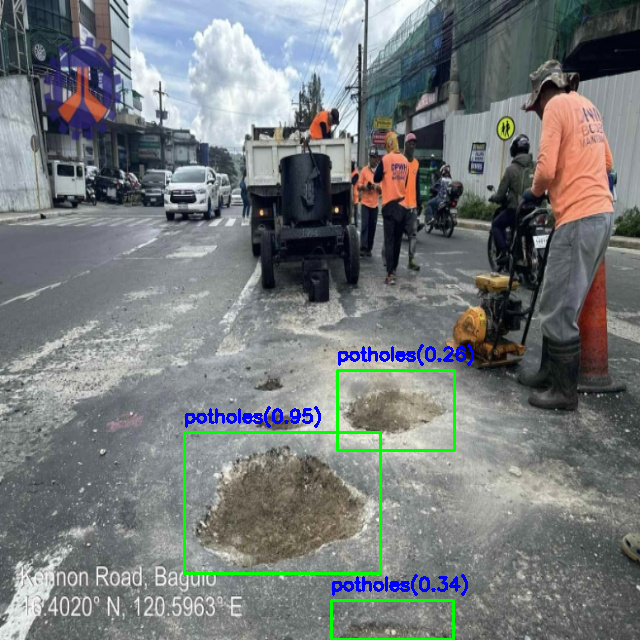 potholes(0.26)
potholes(0.95)
potholes(0.34)
Kennon Road, Baguio
16.4020° N, 120.5963° E